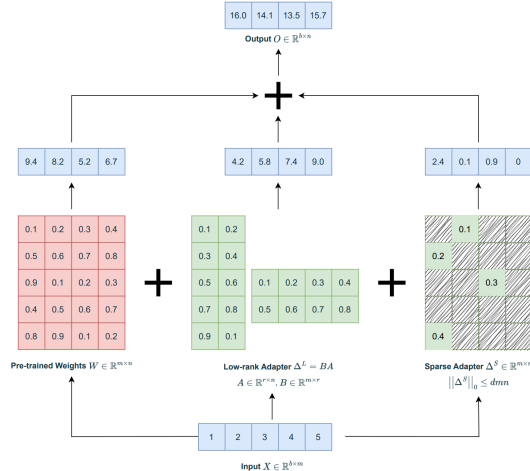 16.0 14.1 13.5 15.7
Output O ∈ ℝ^{b×n}
9.4 8.2 5.2 6.7
4.2 5.8 7.4 9.0
2.4 0.1 0.9 0
0.1 0.2 0.3 0.4
0.5 0.6 0.7 0.8
0.9 0.1 0.2 0.3
0.4 0.5 0.6 0.7
0.8 0.9 0.1 0.2
+
0.1 0.2
0.3 0.4
0.5 0.6
0.7 0.8
0.9 0.1
0.1 0.2 0.3 0.4
0.5 0.6 0.7 0.8
+
0.1
0.2
0.3
0.4
+
Pre-trained Weights W ∈ ℝ^{m×n}
Low-rank Adapter Δ^L = BA
A ∈ ℝ^{r×n}, B ∈ ℝ^{m×r}
Sparse Adapter Δ^S ∈ ℝ^{m×
||Δ^S||_0 ≤ dmn
1 2 3 4 5
Input X ∈ ℝ^{b×m}